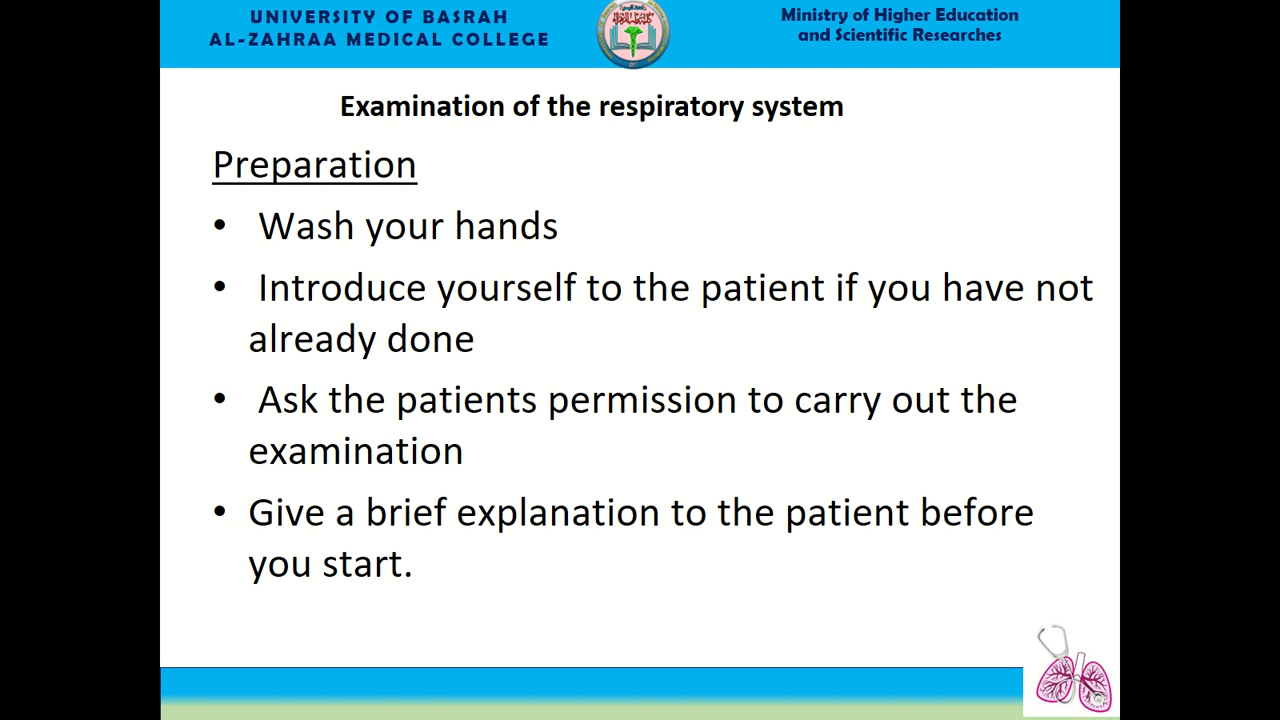 UNIVERSITY OF BASRAH
AL-ZAHRAA MEDICAL COLLEGE
Ministry of Higher Education
and Scientific Researches
Examination of the respiratory system
Preparation
• Wash your hands
• Introduce yourself to the patient if you have not
already done
• Ask the patients permission to carry out the
examination
• Give a brief explanation to the patient before
you start.